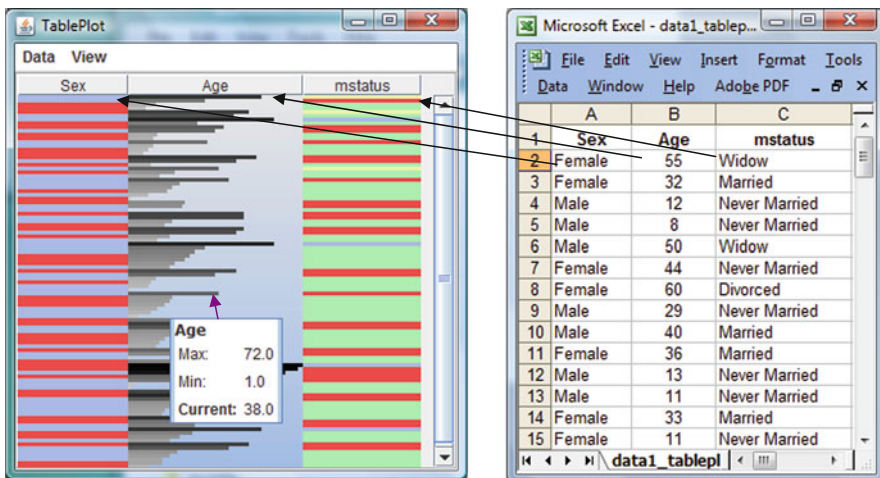 TablePlot
Data View
Sex Age mstatus
Age
Max: 72.0
Min: 1.0
Current: 38.0
Microsoft Excel - data1_tablep...
File Edit View Insert Format Tools
Data Window Help Adobe PDF
A B C
1 Sex Age mstatus
2 Female 55 Widow
3 Female 32 Married
4 Male 12 Never Married
5 Male 8 Never Married
6 Male 50 Widow
7 Female 44 Never Married
8 Female 60 Divorced
9 Male 29 Never Married
10 Male 40 Married
11 Female 36 Married
12 Male 13 Never Married
13 Male 11 Never Married
14 Female 33 Married
15 Female 11 Never Married
data1_tablepl